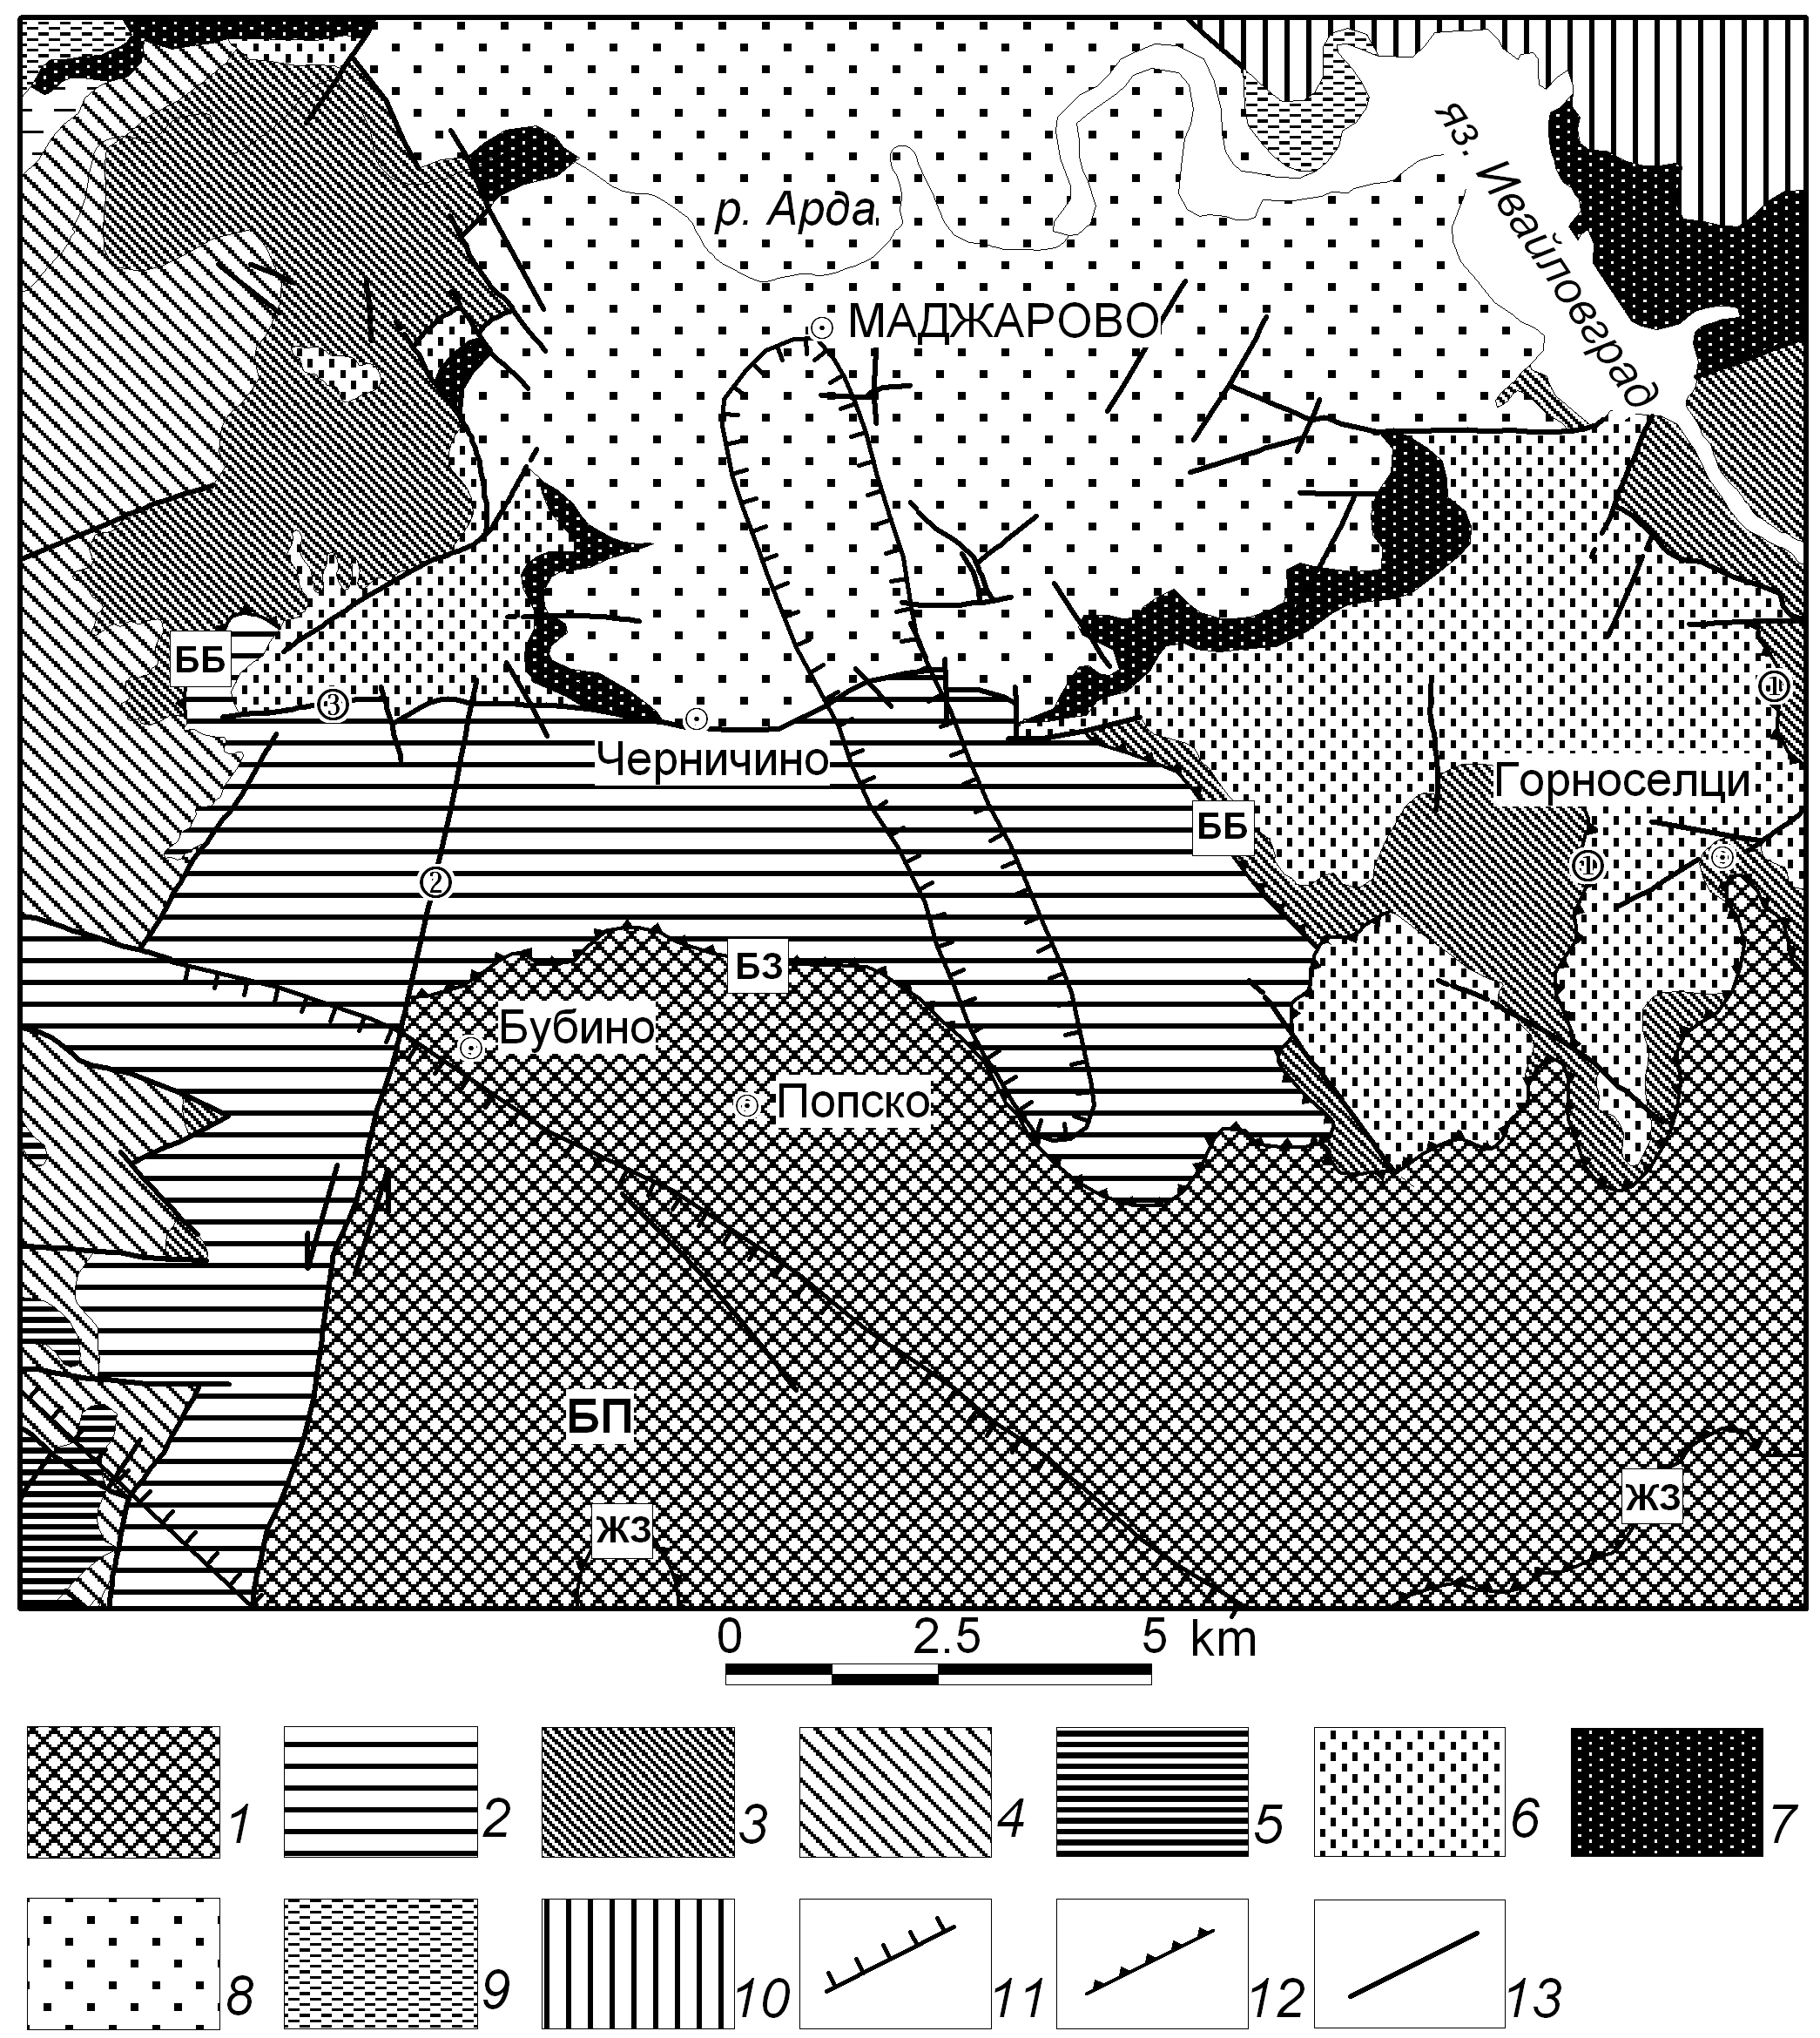 яз. Ивайловград
р. Арда
МАДЖАРОВО
ББ
③
①
Черничино
Горноселци
ББ
①
②
БЗ
Бубино
Попско
БП
ЖЗ
ЖЗ
0 2.5 5 km
1 2 3 4 5 6 7
8 9 10 11 12 13